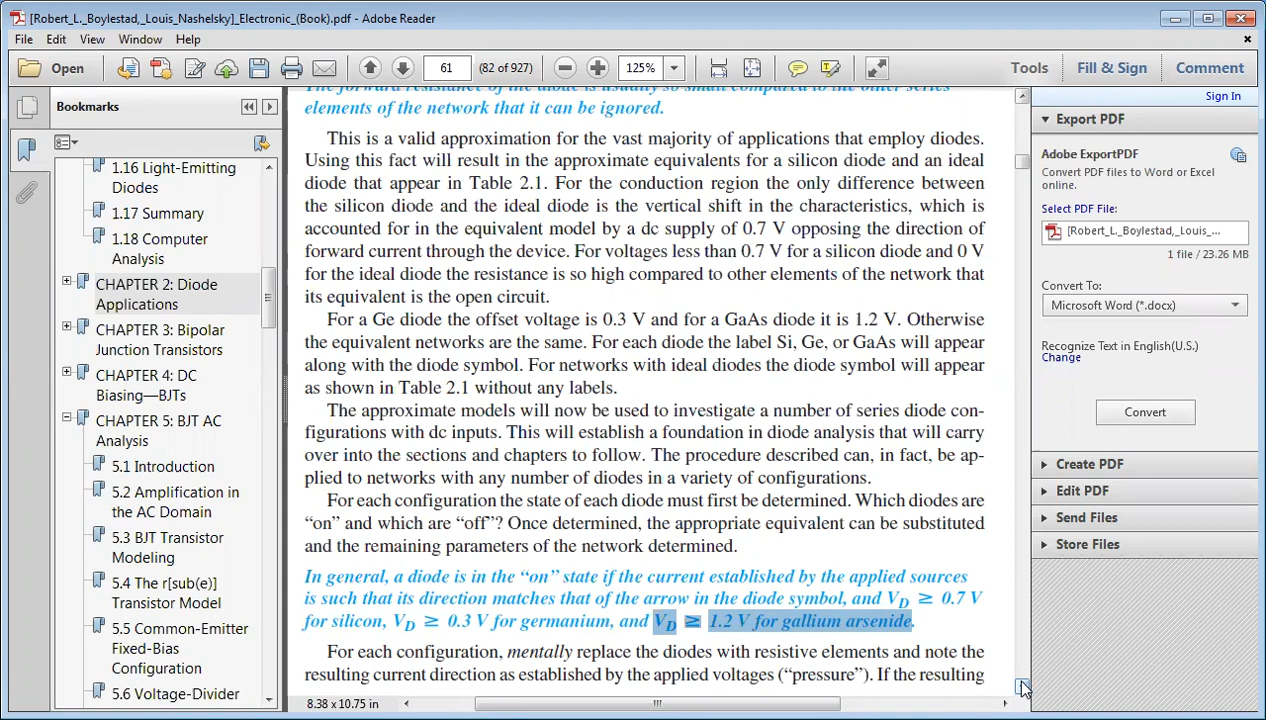 [Robert_L._Boylestad,_Louis_Nashelsky]_Electronic_(Book).pdf - Adobe Reader
File Edit View Window Help
Open 61 (82 of 927) 125% Tools Fill & Sign Comment
Bookmarks
1.16 Light-Emitting
Diodes
1.17 Summary
1.18 Computer
Analysis
CHAPTER 2: Diode
Applications
CHAPTER 3: Bipolar
Junction Transistors
CHAPTER 4: DC
Biasing—BJTs
CHAPTER 5: BJT AC
Analysis
5.1 Introduction
5.2 Amplification in
the AC Domain
5.3 BJT Transistor
Modeling
5.4 The r[sub(e)]
Transistor Model
5.5 Common-Emitter
Fixed-Bias
Configuration
5.6 Voltage-Divider
The forward resistance of the diode is usually so small compared to the other series
elements of the network that it can be ignored.
This is a valid approximation for the vast majority of applications that employ diodes.
Using this fact will result in the approximate equivalents for a silicon diode and an ideal
diode that appear in Table 2.1. For the conduction region the only difference between
the silicon diode and the ideal diode is the vertical shift in the characteristics, which is
accounted for in the equivalent model by a dc supply of 0.7 V opposing the direction of
forward current through the device. For voltages less than 0.7 V for a silicon diode and 0 V
for the ideal diode the resistance is so high compared to other elements of the network that
its equivalent is the open circuit.
For a Ge diode the offset voltage is 0.3 V and for a GaAs diode it is 1.2 V. Otherwise
the equivalent networks are the same. For each diode the label Si, Ge, or GaAs will appear
along with the diode symbol. For networks with ideal diodes the diode symbol will appear
as shown in Table 2.1 without any labels.
The approximate models will now be used to investigate a number of series diode con-
figurations with dc inputs. This will establish a foundation in diode analysis that will carry
over into the sections and chapters to follow. The procedure described can, in fact, be ap-
plied to networks with any number of diodes in a variety of configurations.
For each configuration the state of each diode must first be determined. Which diodes are
“on” and which are “off”? Once determined, the appropriate equivalent can be substituted
and the remaining parameters of the network determined.
In general, a diode is in the “on” state if the current established by the applied sources
is such that its direction matches that of the arrow in the diode symbol, and VD ≥ 0.7 V
for silicon, VD ≥ 0.3 V for germanium, and VD ≥ 1.2 V for gallium arsenide.
For each configuration, mentally replace the diodes with resistive elements and note the
resulting current direction as established by the applied voltages (“pressure”). If the resulting
8.38 x 10.75 in
Sign In
Export PDF
Adobe ExportPDF
Convert PDF files to Word or Excel
online.
Select PDF File:
[Robert_L._Boylestad,_Louis_-...
1 file / 23.26 MB
Convert To:
Microsoft Word (*.docx)
Recognize Text in English(U.S.)
Change
Convert
Create PDF
Edit PDF
Send Files
Store Files